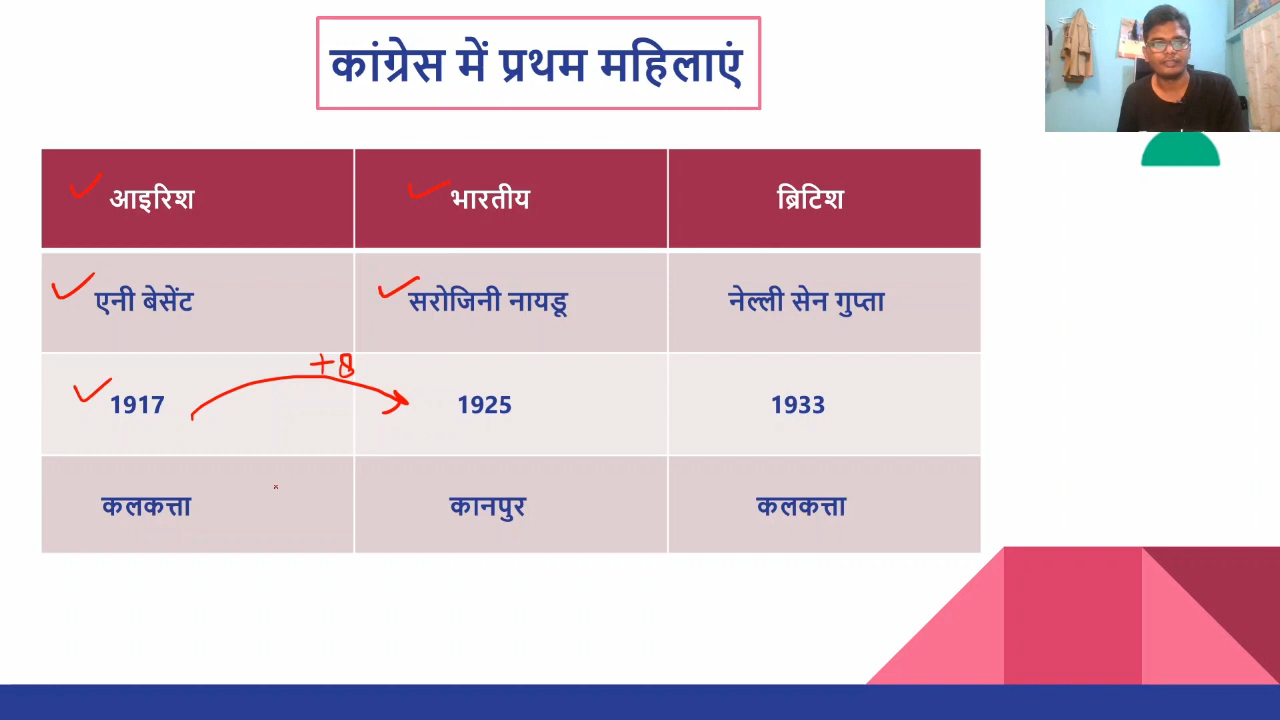 कांग्रेस में प्रथम महिलाएं
आइरिश भारतीय ब्रिटिश
एनी बेसेंट सरोजिनी नायडू नेल्ली सेन गुप्ता
+8
1917 1925 1933
कलकत्ता कानपुर कलकत्ता